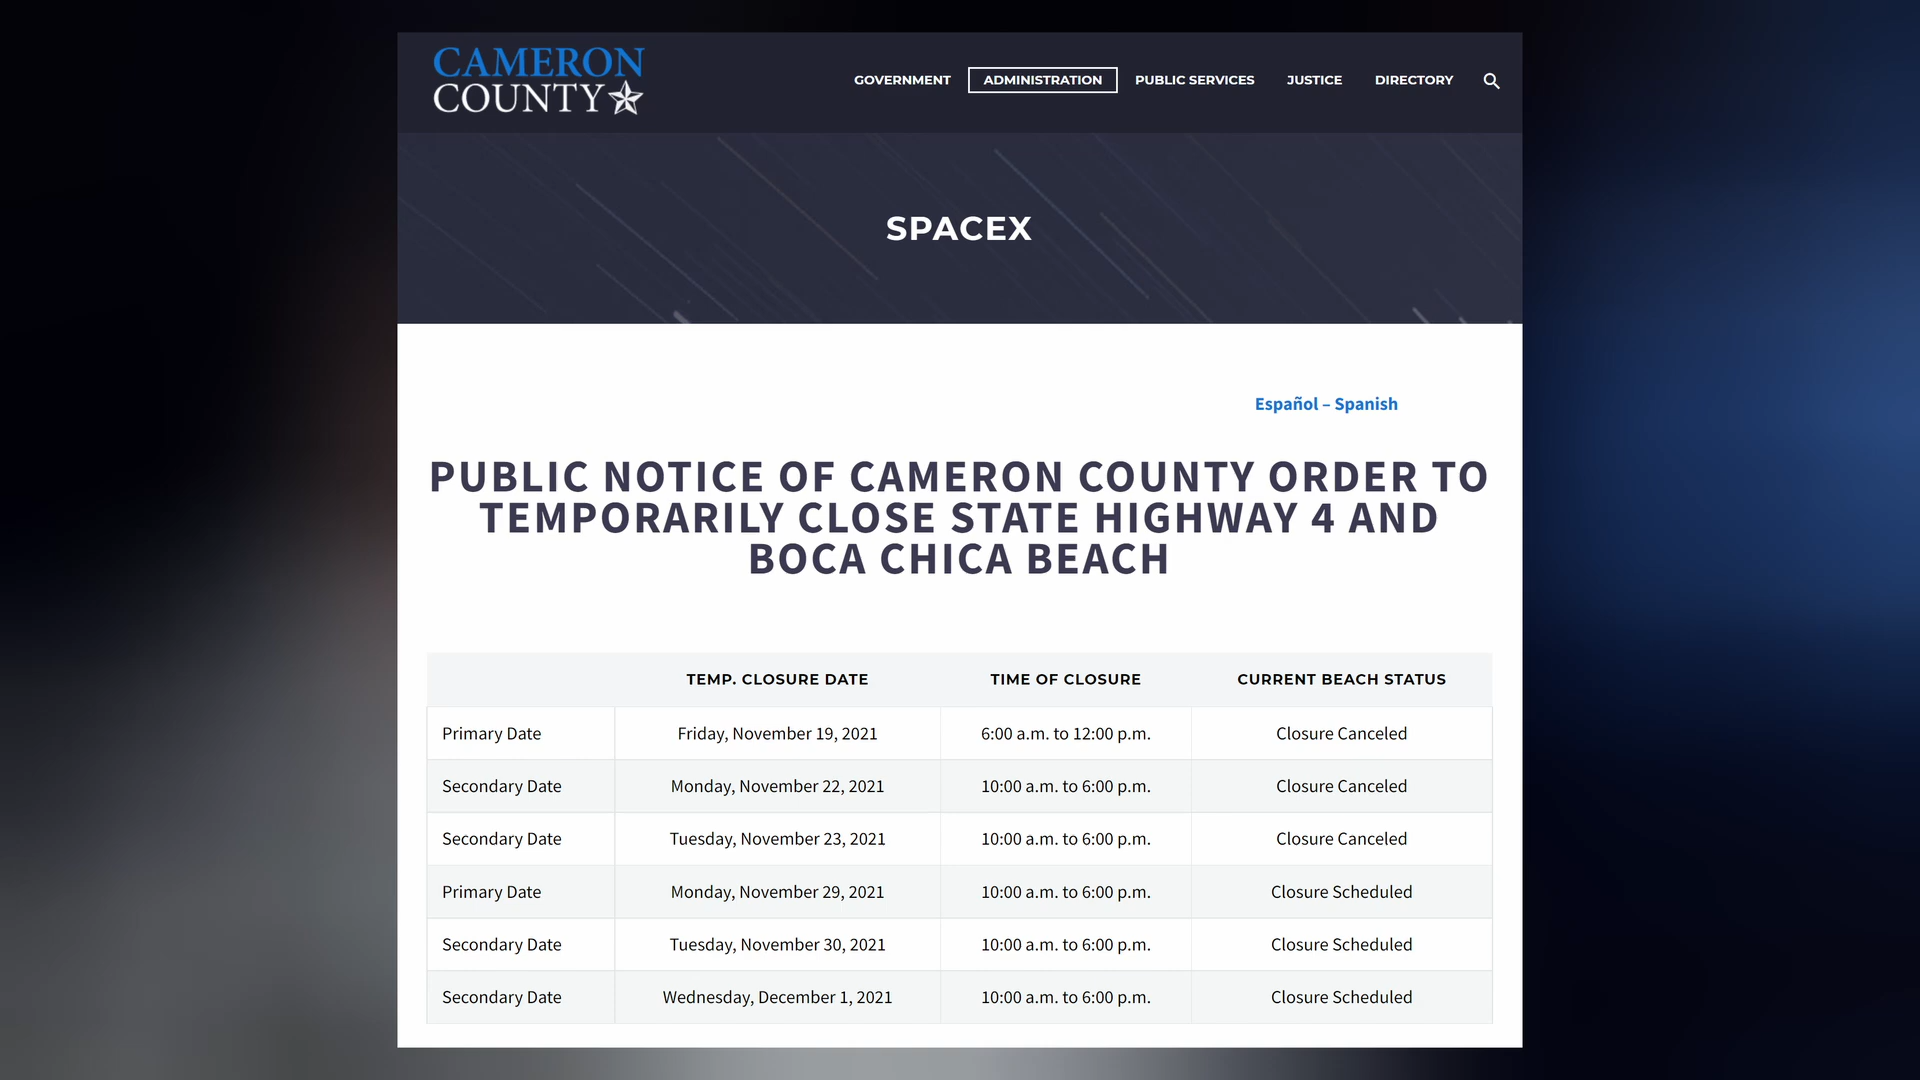 CAMERON
COUNTY
GOVERNMENT ADMINISTRATION PUBLIC SERVICES JUSTICE DIRECTORY
SPACEX
Español – Spanish
PUBLIC NOTICE OF CAMERON COUNTY ORDER TO
TEMPORARILY CLOSE STATE HIGHWAY 4 AND
BOCA CHICA BEACH
TEMP. CLOSURE DATE TIME OF CLOSURE CURRENT BEACH STATUS
Primary Date Friday, November 19, 2021 6:00 a.m. to 12:00 p.m. Closure Canceled
Secondary Date Monday, November 22, 2021 10:00 a.m. to 6:00 p.m. Closure Canceled
Secondary Date Tuesday, November 23, 2021 10:00 a.m. to 6:00 p.m. Closure Canceled
Primary Date Monday, November 29, 2021 10:00 a.m. to 6:00 p.m. Closure Scheduled
Secondary Date Tuesday, November 30, 2021 10:00 a.m. to 6:00 p.m. Closure Scheduled
Secondary Date Wednesday, December 1, 2021 10:00 a.m. to 6:00 p.m. Closure Scheduled